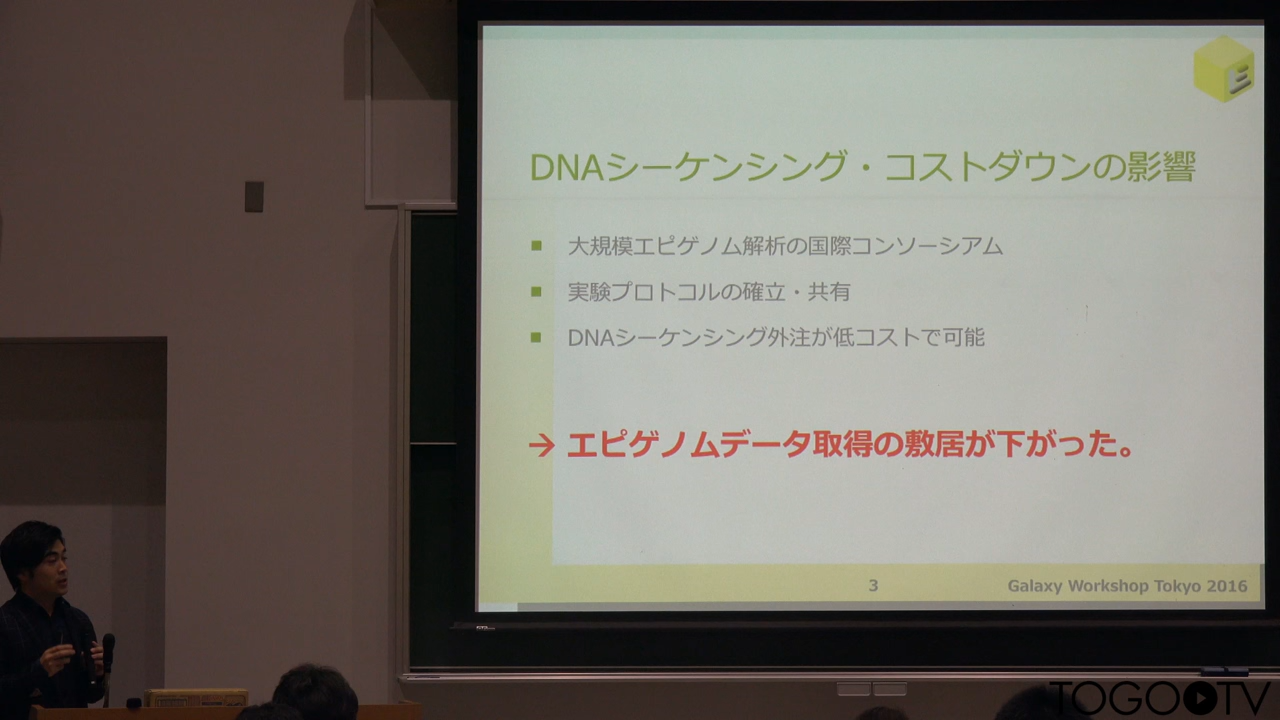 DNAシーケンシング・コストダウンの影響
■ 大規模エピゲノム解析の国際コンソーシアム
■ 実験プロトコルの確立・共有
■ DNAシーケンシング外注が低コストで可能
→ エピゲノムデータ取得の敷居が下がった。
3
Galaxy Workshop Tokyo 2016
TOGO TV